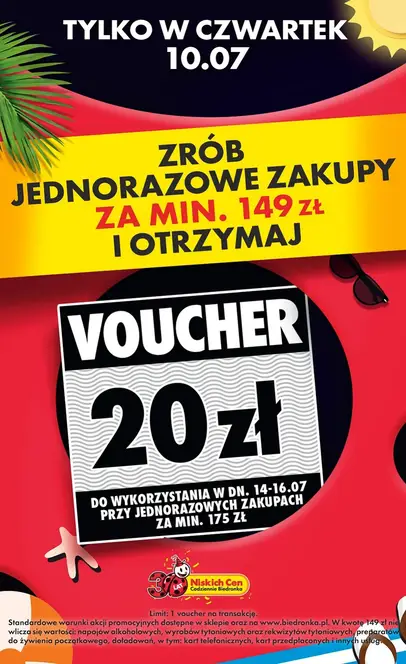 TYLKO W CZWARTEK
10.07
ZRÓB
JEDNORAZOWE ZAKUPY
ZA MIN. 149 ZŁ
I OTRZYMAJ
VOUCHER
20 zł
DO WYKORZYSTANIA W DN. 14-16.07
PRZY JEDNORAZOWYCH ZAKUPACH
ZA MIN. 175 ZŁ
30 LAT
Niskich Cen
Codziennie Biedronka
Limit: 1 voucher na transakcję.
Standardowe warunki akcji promocyjnej dostępne w sklepie oraz na www.biedronka.pl. W kwotę 149 zł nie
wlicza się wartości: napojów alkoholowych, wyrobów tytoniowych oraz rekwizytów tytoniowych, preparatów
do żywienia początkowego, doładowań, w tym: kart telefonicznych, kart przedpłaconych i innych usług.